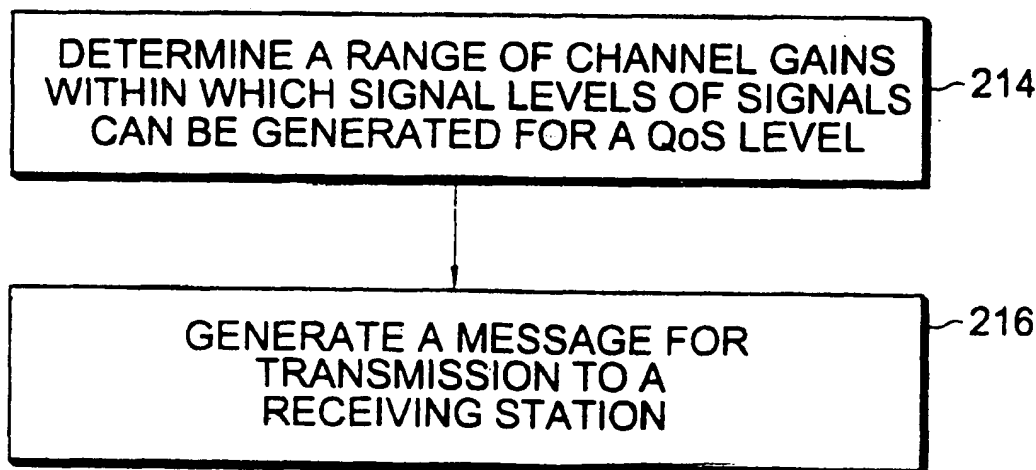 DETERMINE A RANGE OF CHANNEL GAINS
WITHIN WHICH SIGNAL LEVELS OF SIGNALS
CAN BE GENERATED FOR A QoS LEVEL
214
GENERATE A MESSAGE FOR
TRANSMISSION TO A
RECEIVING STATION
216